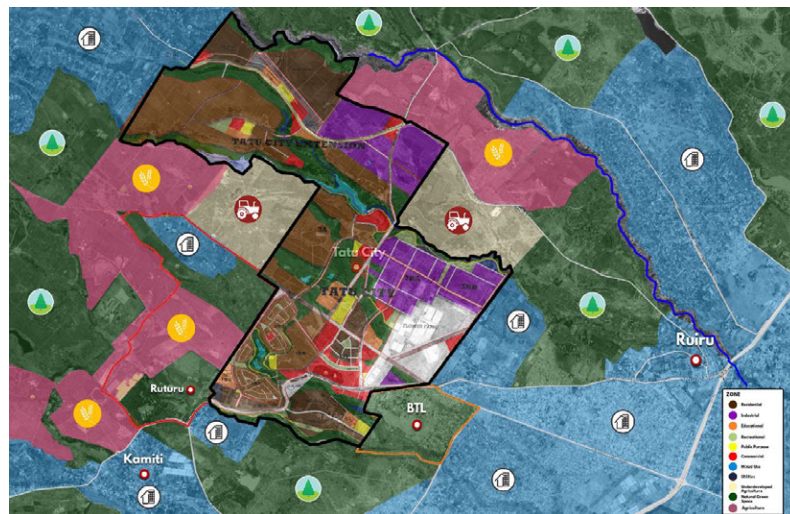 TATU CITY EXTENSION
Tatu City
TATU CITY
Ruiru
Ruturu
BTL
Kamiti
ZONE
Residential
Industrial
Educational
Recreational
Public Purpose
Commercial
Mixed Use
Utilities
Underdeveloped
Agriculture
Natural Green
Agriculture